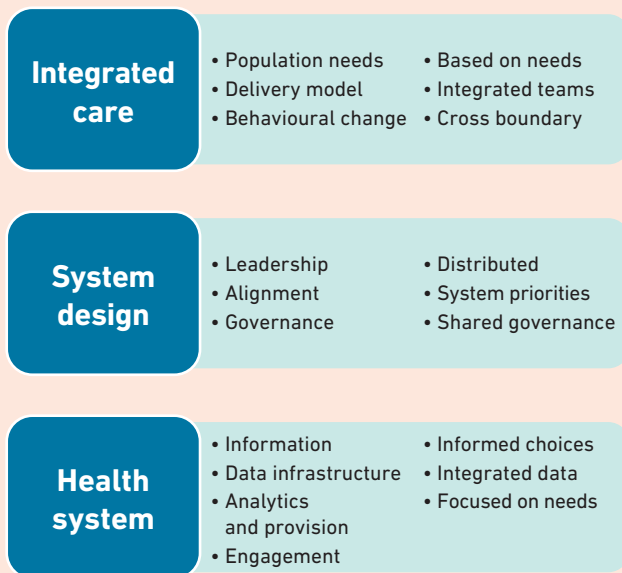 Integrated
care
• Population needs
• Delivery model
• Behavioural change
• Based on needs
• Integrated teams
• Cross boundary
System
design
• Leadership
• Alignment
• Governance
• Distributed
• System priorities
• Shared governance
Health
system
• Information
• Data infrastructure
• Analytics
and provision
• Engagement
• Informed choices
• Integrated data
• Focused on needs